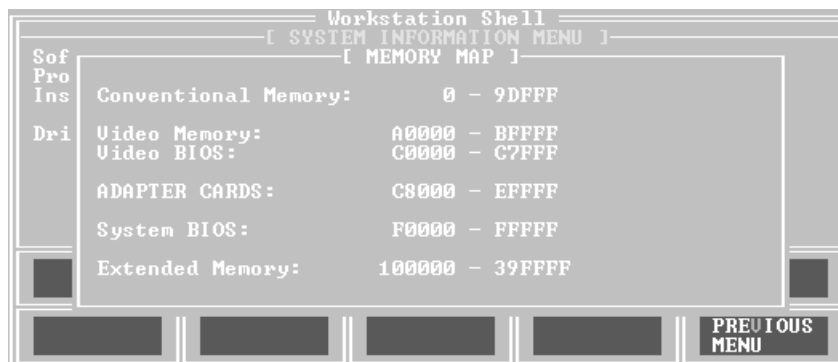 Workstation Shell
[ SYSTEM INFORMATION MENU ]
Sof
[ MEMORY MAP ]
Pro
Ins
Conventional Memory: 0 - 9DFFF
Dri
Video Memory: A0000 - BFFFF
Video BIOS: C0000 - C7FFF
ADAPTER CARDS: C8000 - EFFFF
System BIOS: F0000 - FFFFF
Extended Memory: 100000 - 39FFFF
PREVIOUS
MENU